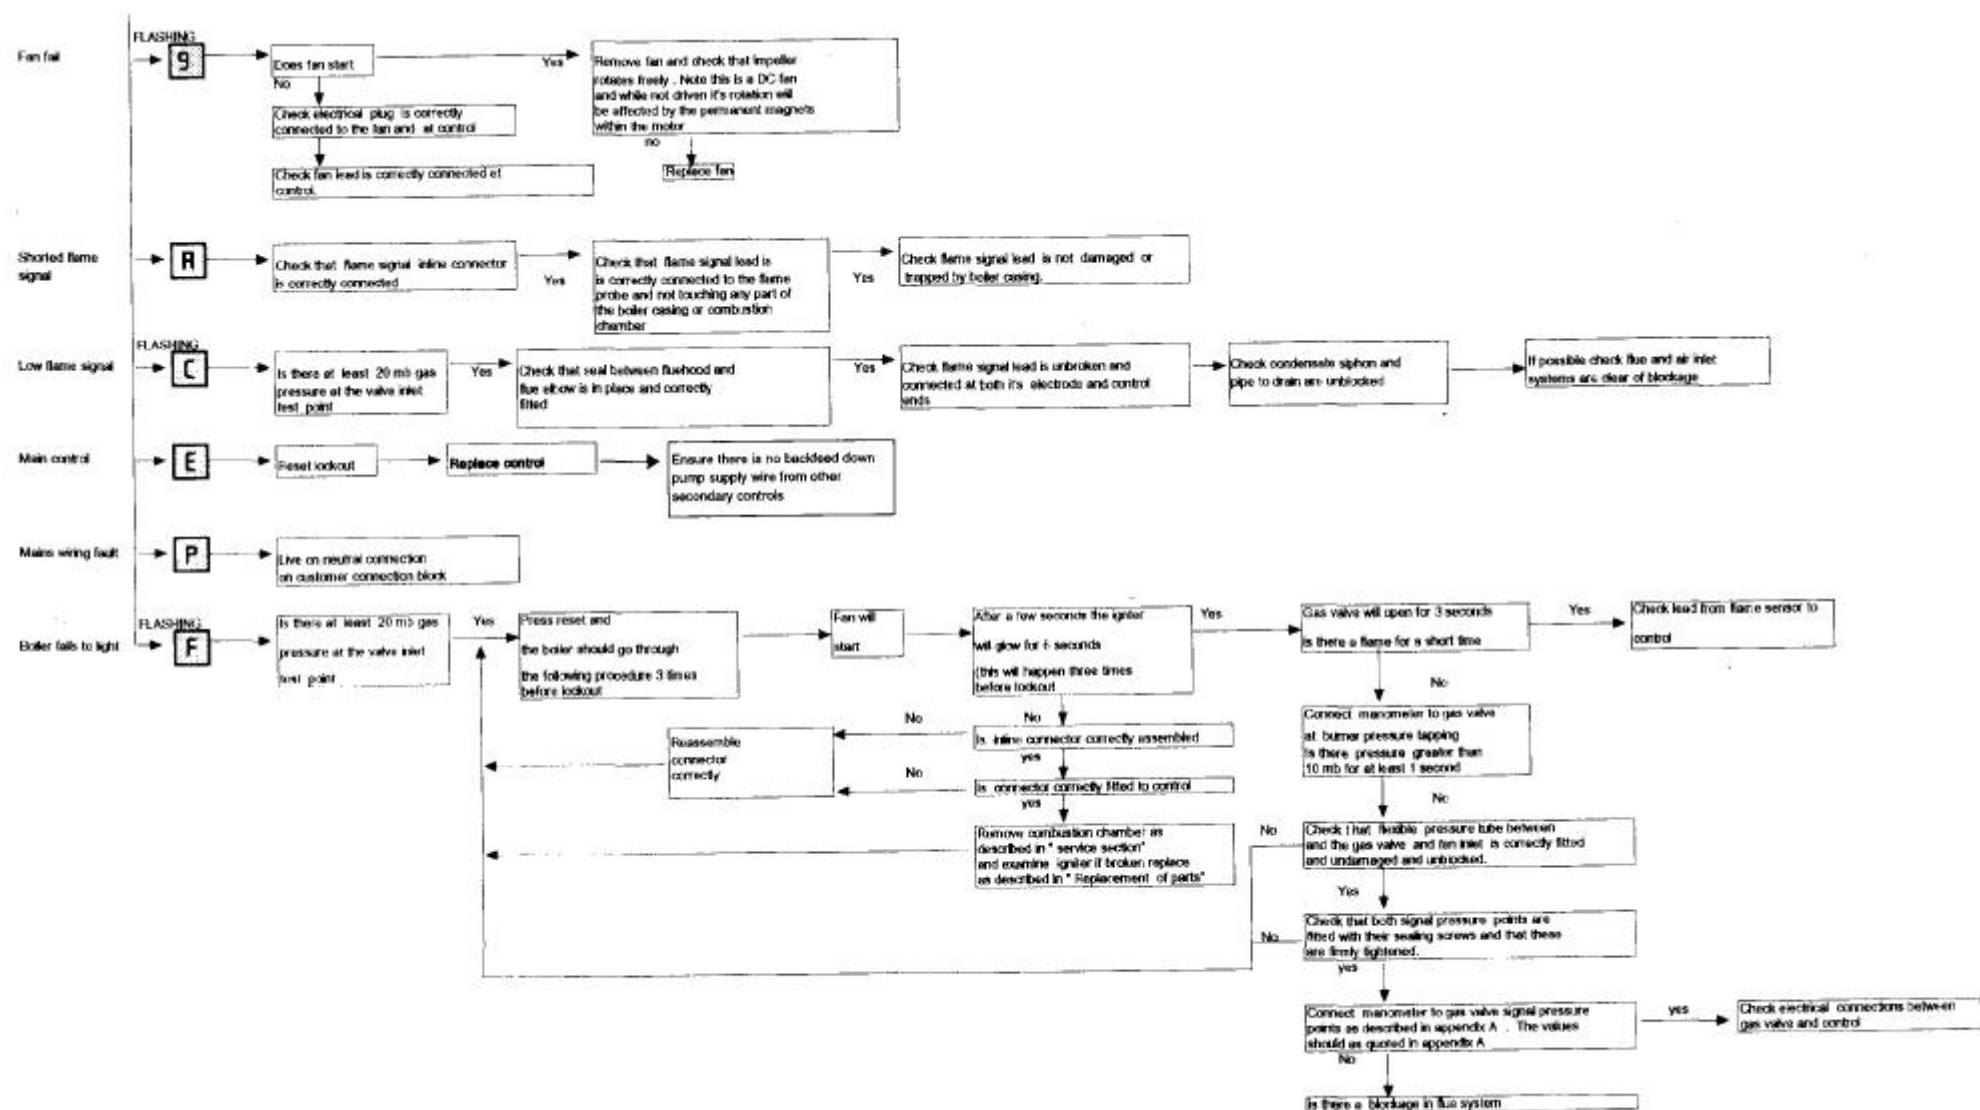 FLASHING
Fan fail
9
Does fan start
Yes
Remove fan and check that impeller
rotates freely . Note this is a DC fan
and while not driven it's rotation will
be affected by the permanent magnets
within the motor
No
Check electrical plug is correctly
connected to the fan and at control
no
Replace fan
Check fan lead is correctly connected at
control.
Shorted flame
signal
A
Check that flame signal inline connector
is correctly connected
Yes
Check that flame signal lead is
is correctly connected to the flame
probe and not touching any part of
the boiler casing or combustion
chamber
Yes
Check flame signal lead is not damaged or
trapped by boiler casing.
FLASHING
Low flame signal
C
Is there at least 20 mb gas
pressure at the valve inlet
test point
Yes
Check that seal between fluehood and
flue elbow is in place and correctly
fitted
Yes
Check flame signal lead is unbroken and
connected at both it's electrode and control
ends
Check condensate siphon and
pipe to drain are unblocked
If possible check flue and air inlet
systems are clear of blockage
Main control
E
Reset lockout
Replace control
Ensure there is no backfeed down
pump supply wire from other
secondary controls
Mains wiring fault
P
Live on neutral connection
on customer connection block
FLASHING
Boiler fails to light
F
Is there at least 20 mb gas
pressure at the valve inlet
test point
Yes
Press reset and
the boiler should go through
the following procedure 3 times
before lockout
Fan will
start
After a few seconds the igniter
will glow for 6 seconds
(this will happen three times
before lockout
Yes
Gas valve will open for 3 seconds
is there a flame for a short time
Yes
Check lead from flame sensor to
control
No
No
No
Is inline connector correctly assembled
yes
Reassemble
connector
correctly
No
Is connector correctly fitted to control
yes
Remove combustion chamber as
described in " service section"
and examine igniter if broken replace
as described in " Replacement of parts"
Connect manometer to gas valve
at burner pressure tapping
Is there pressure greater than
10 mb for at least 1 second
No
No
Check that flexible pressure tube between
and the gas valve and fan inlet is correctly fitted
and undamaged and unblocked.
Yes
No
Check that both signal pressure points are
fitted with their sealing screws and that these
are firmly tightened.
yes
Connect manometer to gas valve signal pressure
points as described in appendix A . The values
should as quoted in appendix A
yes
Check electrical connections between
gas valve and control
No
Is there a blockage in flue system